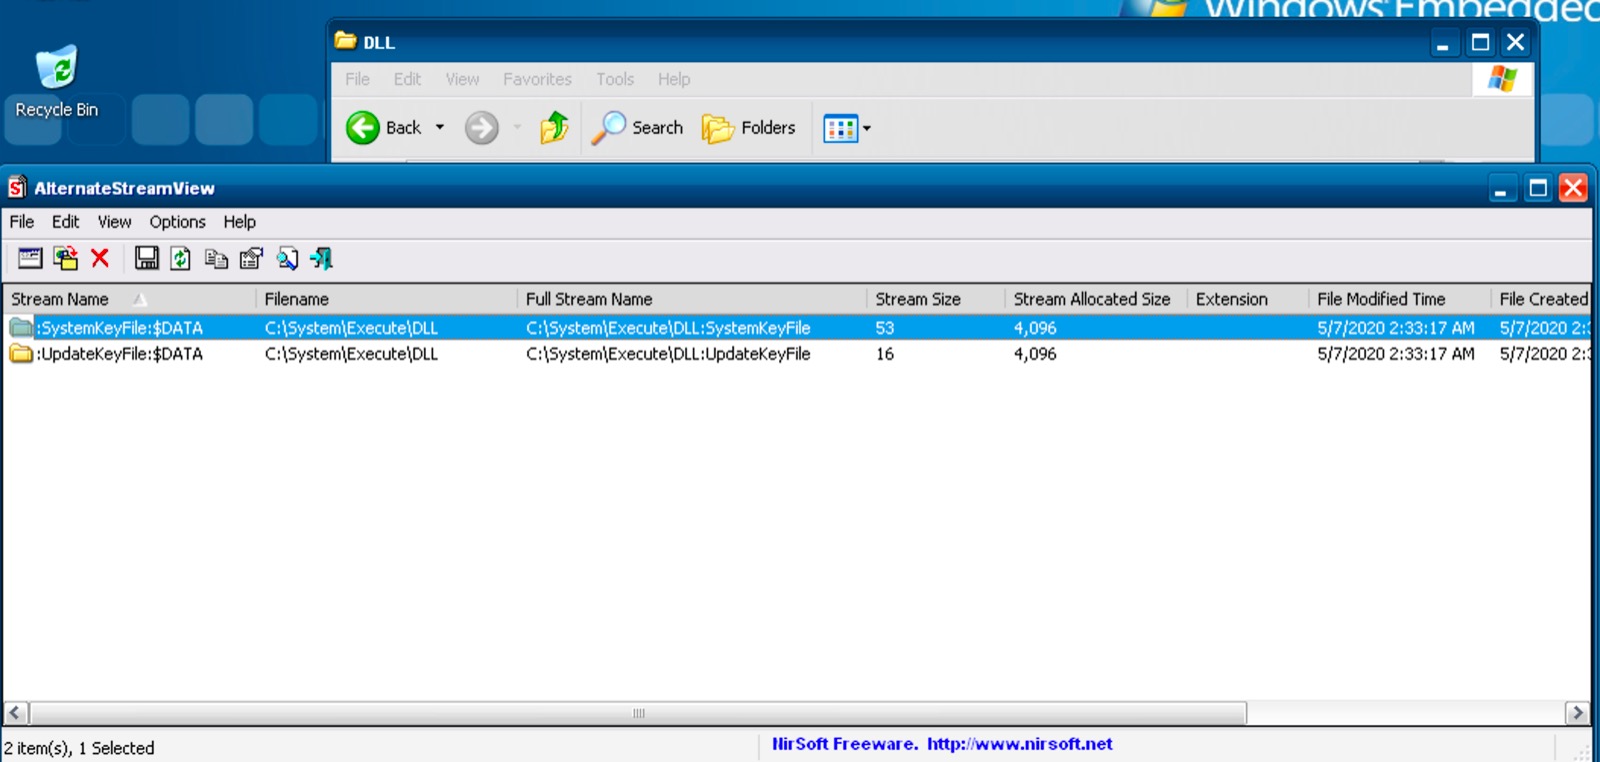 Windows Embedded
DLL
File Edit View Favorites Tools Help
Recycle Bin
Back Search Folders
AlternateStreamView
File Edit View Options Help
Stream Name Filename Full Stream Name Stream Size Stream Allocated Size Extension File Modified Time File Created
:SystemKeyFile:$DATA C:\System\Execute\DLL C:\System\Execute\DLL:SystemKeyFile 53 4,096 5/7/2020 2:33:17 AM 5/7/2020 2:3
:UpdateKeyFile:$DATA C:\System\Execute\DLL C:\System\Execute\DLL:UpdateKeyFile 16 4,096 5/7/2020 2:33:17 AM 5/7/2020 2:3
2 item(s), 1 Selected NirSoft Freeware. http://www.nirsoft.net